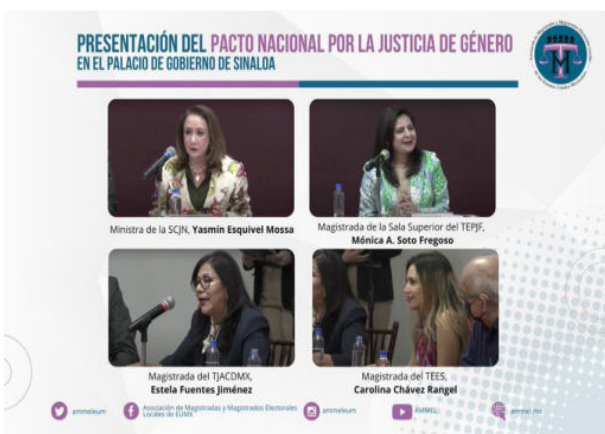 PRESENTACIÓN DEL PACTO NACIONAL POR LA JUSTICIA DE GÉNERO
EN EL PALACIO DE GOBIERNO DE SINALOA
Ministra de la SCJN, Yasmín Esquivel Mossa
Magistrada de la Sala Superior del TEPJF,
Mónica A. Soto Fregoso
Magistrada del TJACDMX,
Estela Fuentes Jiménez
Magistrada del TEES,
Carolina Chávez Rangel
ammeleum
Asociación de Magistradas y Magistrados Electorales
Locales de EUMX
ammeleum
AMMEL